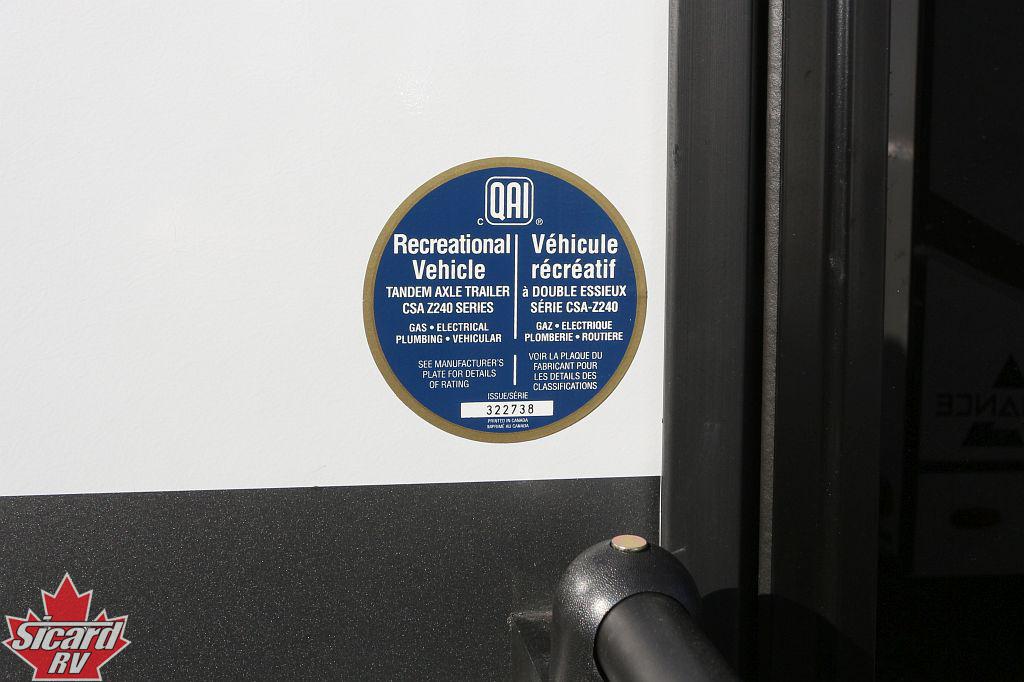 QAI
C ®
Recreational
Vehicle
TANDEM AXLE TRAILER
CSA Z240 SERIES
GAS • ELECTRICAL
PLUMBING • VEHICULAR
SEE MANUFACTURER'S
PLATE FOR DETAILS
OF RATING
Véhicule
récréatif
à DOUBLE ESSIEUX
SÉRIE CSA-Z240
GAZ • ELECTRIQUE
PLOMBERIE • ROUTIERE
VOIR LA PLAQUE DU
FABRICANT POUR
LES DETAILS DES
CLASSIFICATIONS
ISSUE/SÉRIE
322738
PRINTED IN CANADA
IMPRIMÉ AU CANADA
Sicard
RV